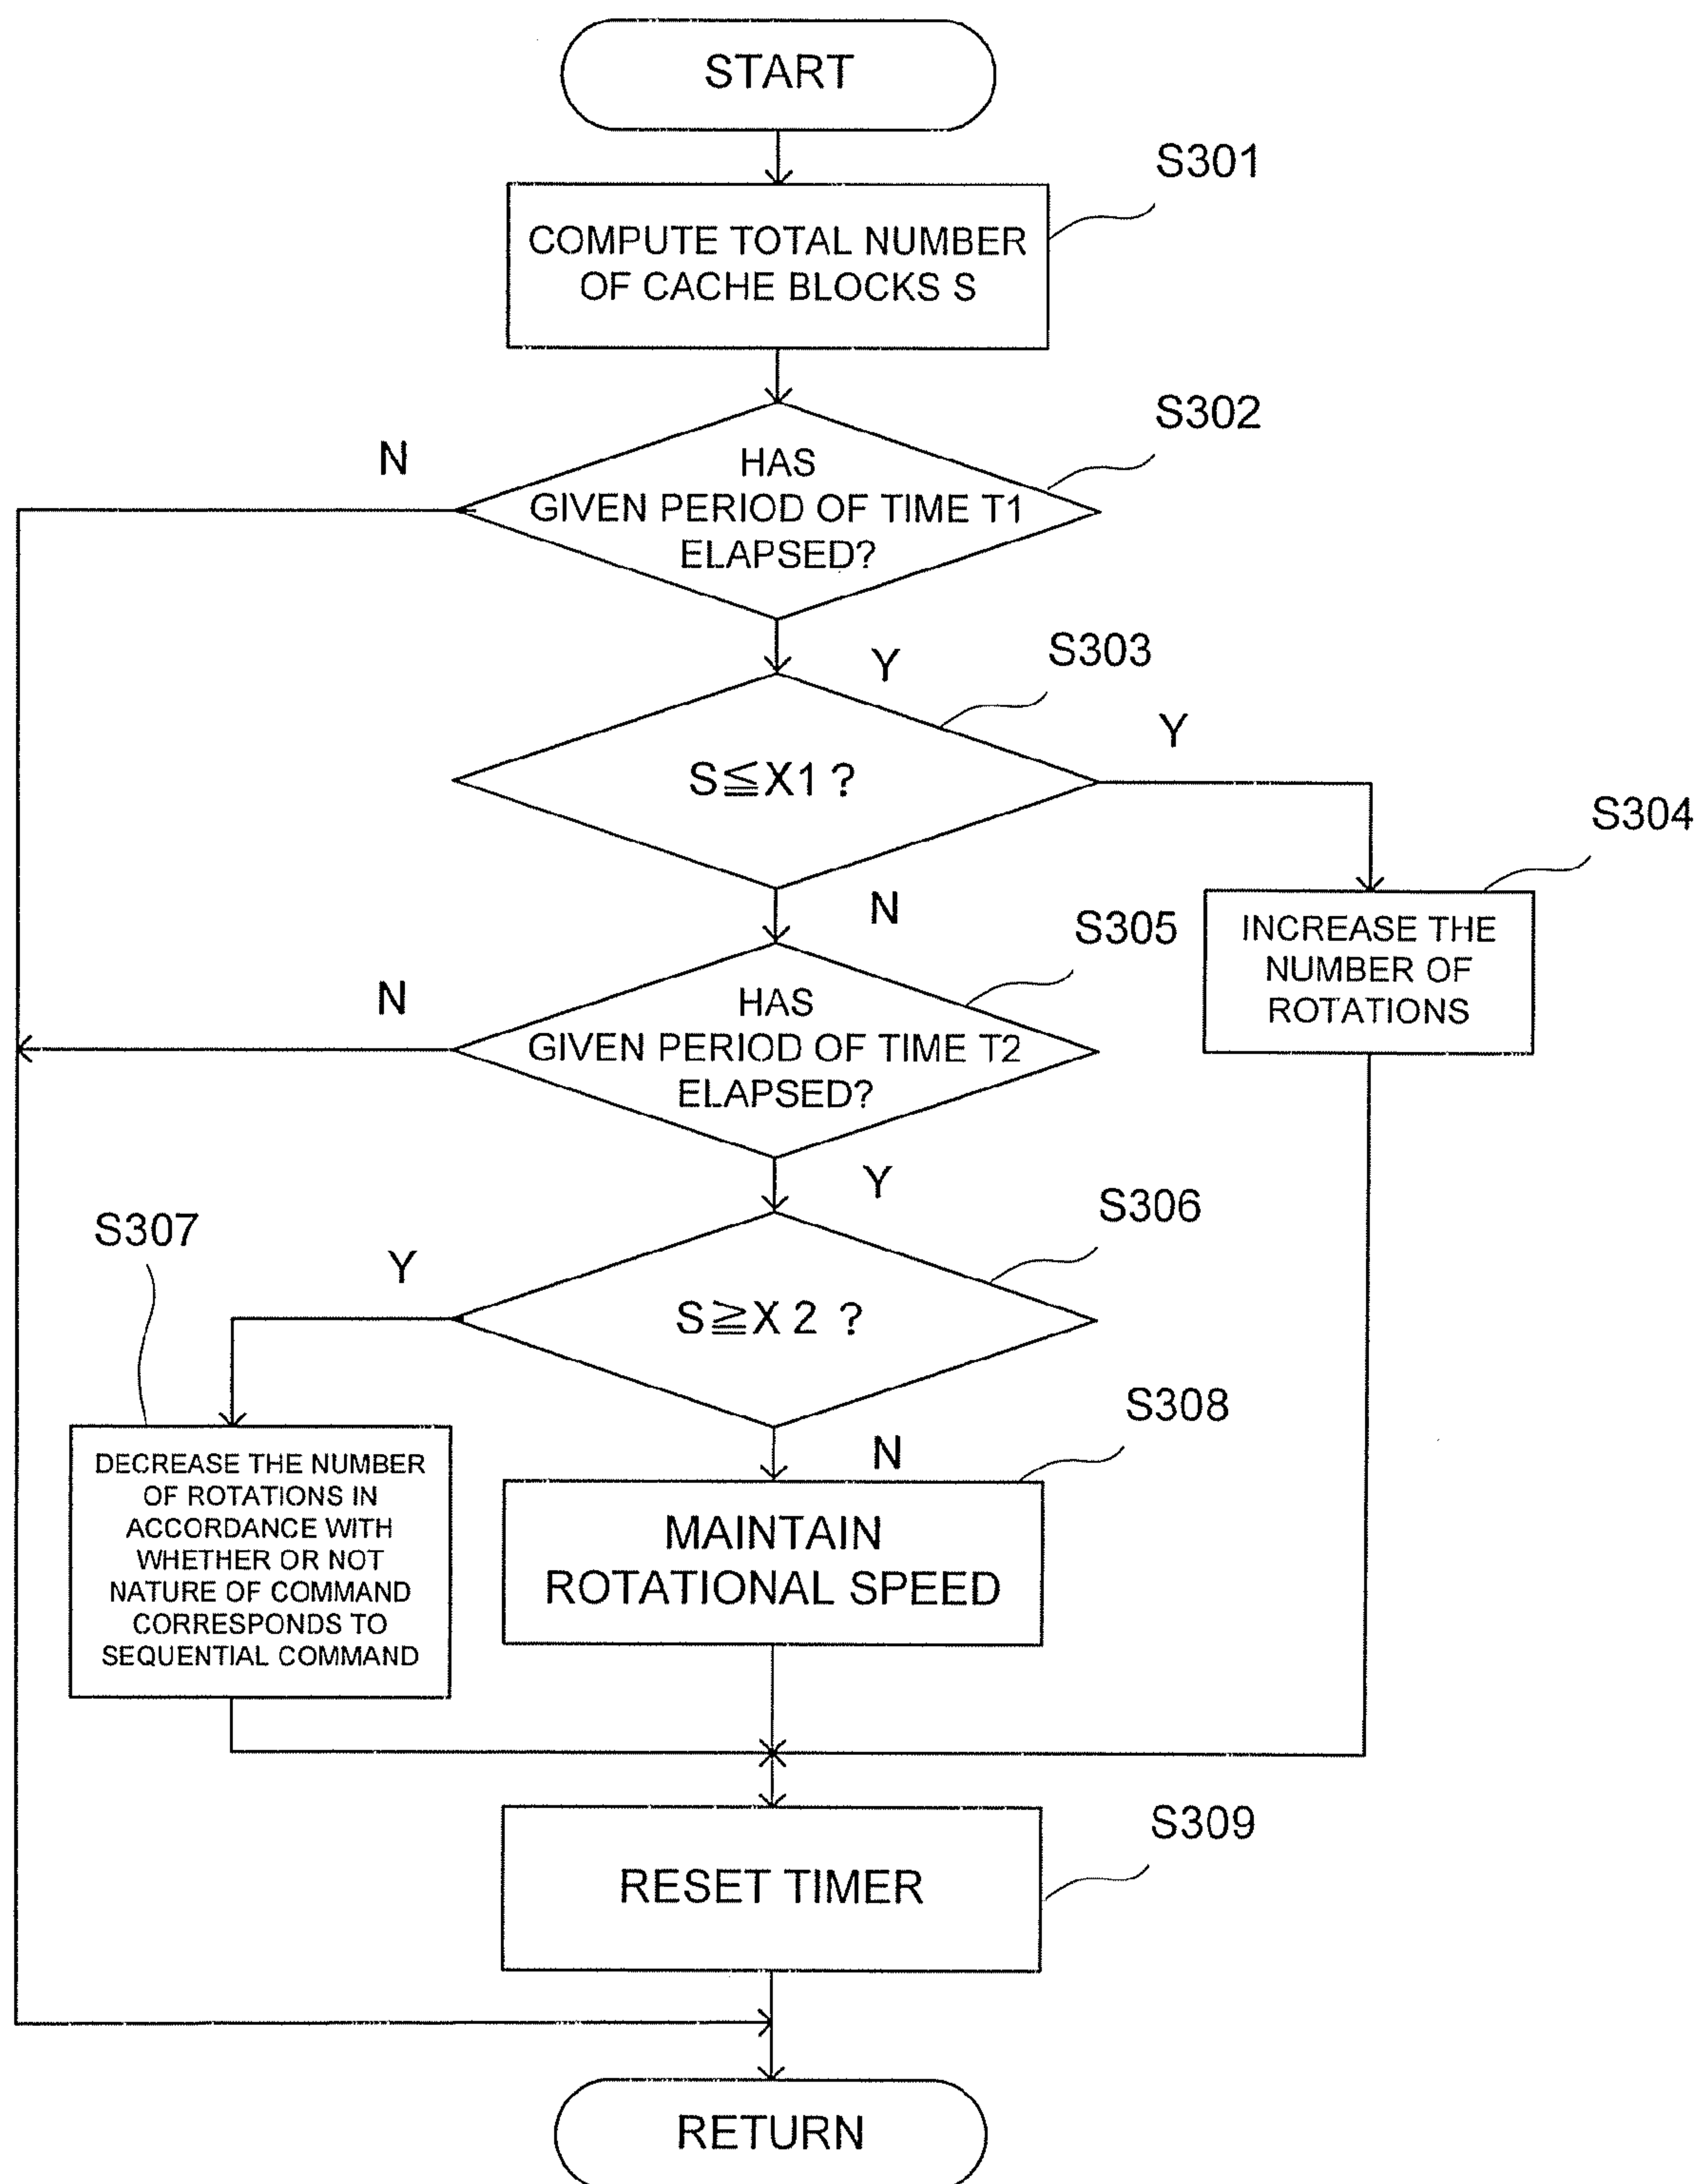 START
S301
COMPUTE TOTAL NUMBER
OF CACHE BLOCKS S
S302
N
HAS
GIVEN PERIOD OF TIME T1
ELAPSED?
S303
Y
Y
S≦X1 ?
S304
INCREASE THE
NUMBER OF
ROTATIONS
N
S305
N
HAS
GIVEN PERIOD OF TIME T2
ELAPSED?
Y
S306
S307
Y
S≧X 2 ?
S308
N
DECREASE THE NUMBER
OF ROTATIONS IN
ACCORDANCE WITH
WHETHER OR NOT
NATURE OF COMMAND
CORRESPONDS TO
SEQUENTIAL COMMAND
MAINTAIN
ROTATIONAL SPEED
S309
RESET TIMER
RETURN